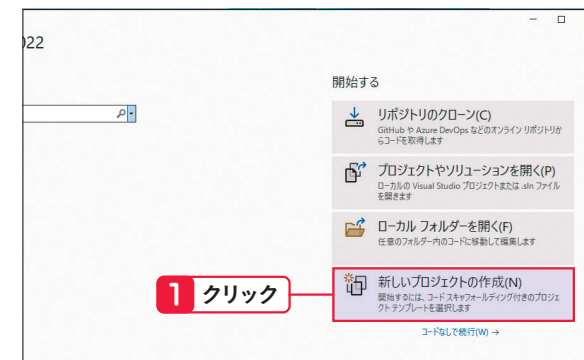 022
開始する
リポジトリのクローン(C)
GitHub や Azure DevOps などのオンライン リポジトリか
らコードを取得します
プロジェクトやソリューションを開く(P)
ローカルの Visual Studio プロジェクトまたは .sln ファイル
を開きます
ローカル フォルダーを開く(F)
任意のフォルダー内のコードに移動して編集します
1 クリック
新しいプロジェクトの作成(N)
開始するには、コード スキャフォールディング付きのプロジェ
クト テンプレートを選択します
コードなしで続行(W) →